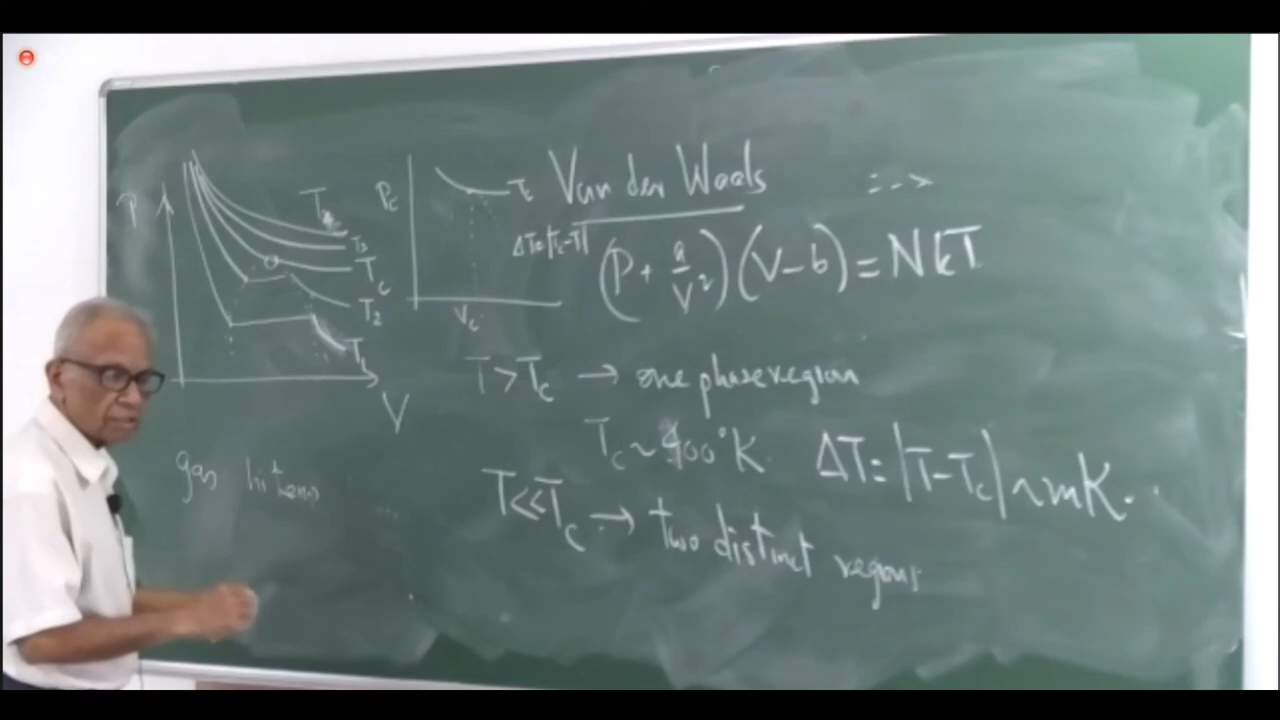 P
T
T3
Tc
T2
T1
V
Pc
Tc
Vc
ΔT=|Tc-T|
Van der Waals
(P + a/V²)(V-b) = NkT
T > Tc → one phase region
Tc ~ 900°K ΔT = |T-Tc| ~ mK.
T << Tc → two distinct regions
gas